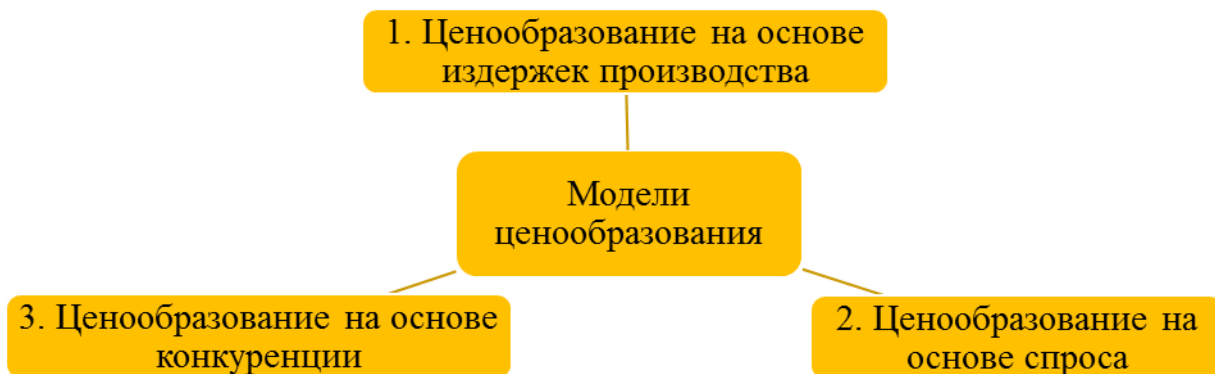 1. Ценообразование на основе
издержек производства
Модели
ценообразования
3. Ценообразование на основе
конкуренции
2. Ценообразование на
основе спроса